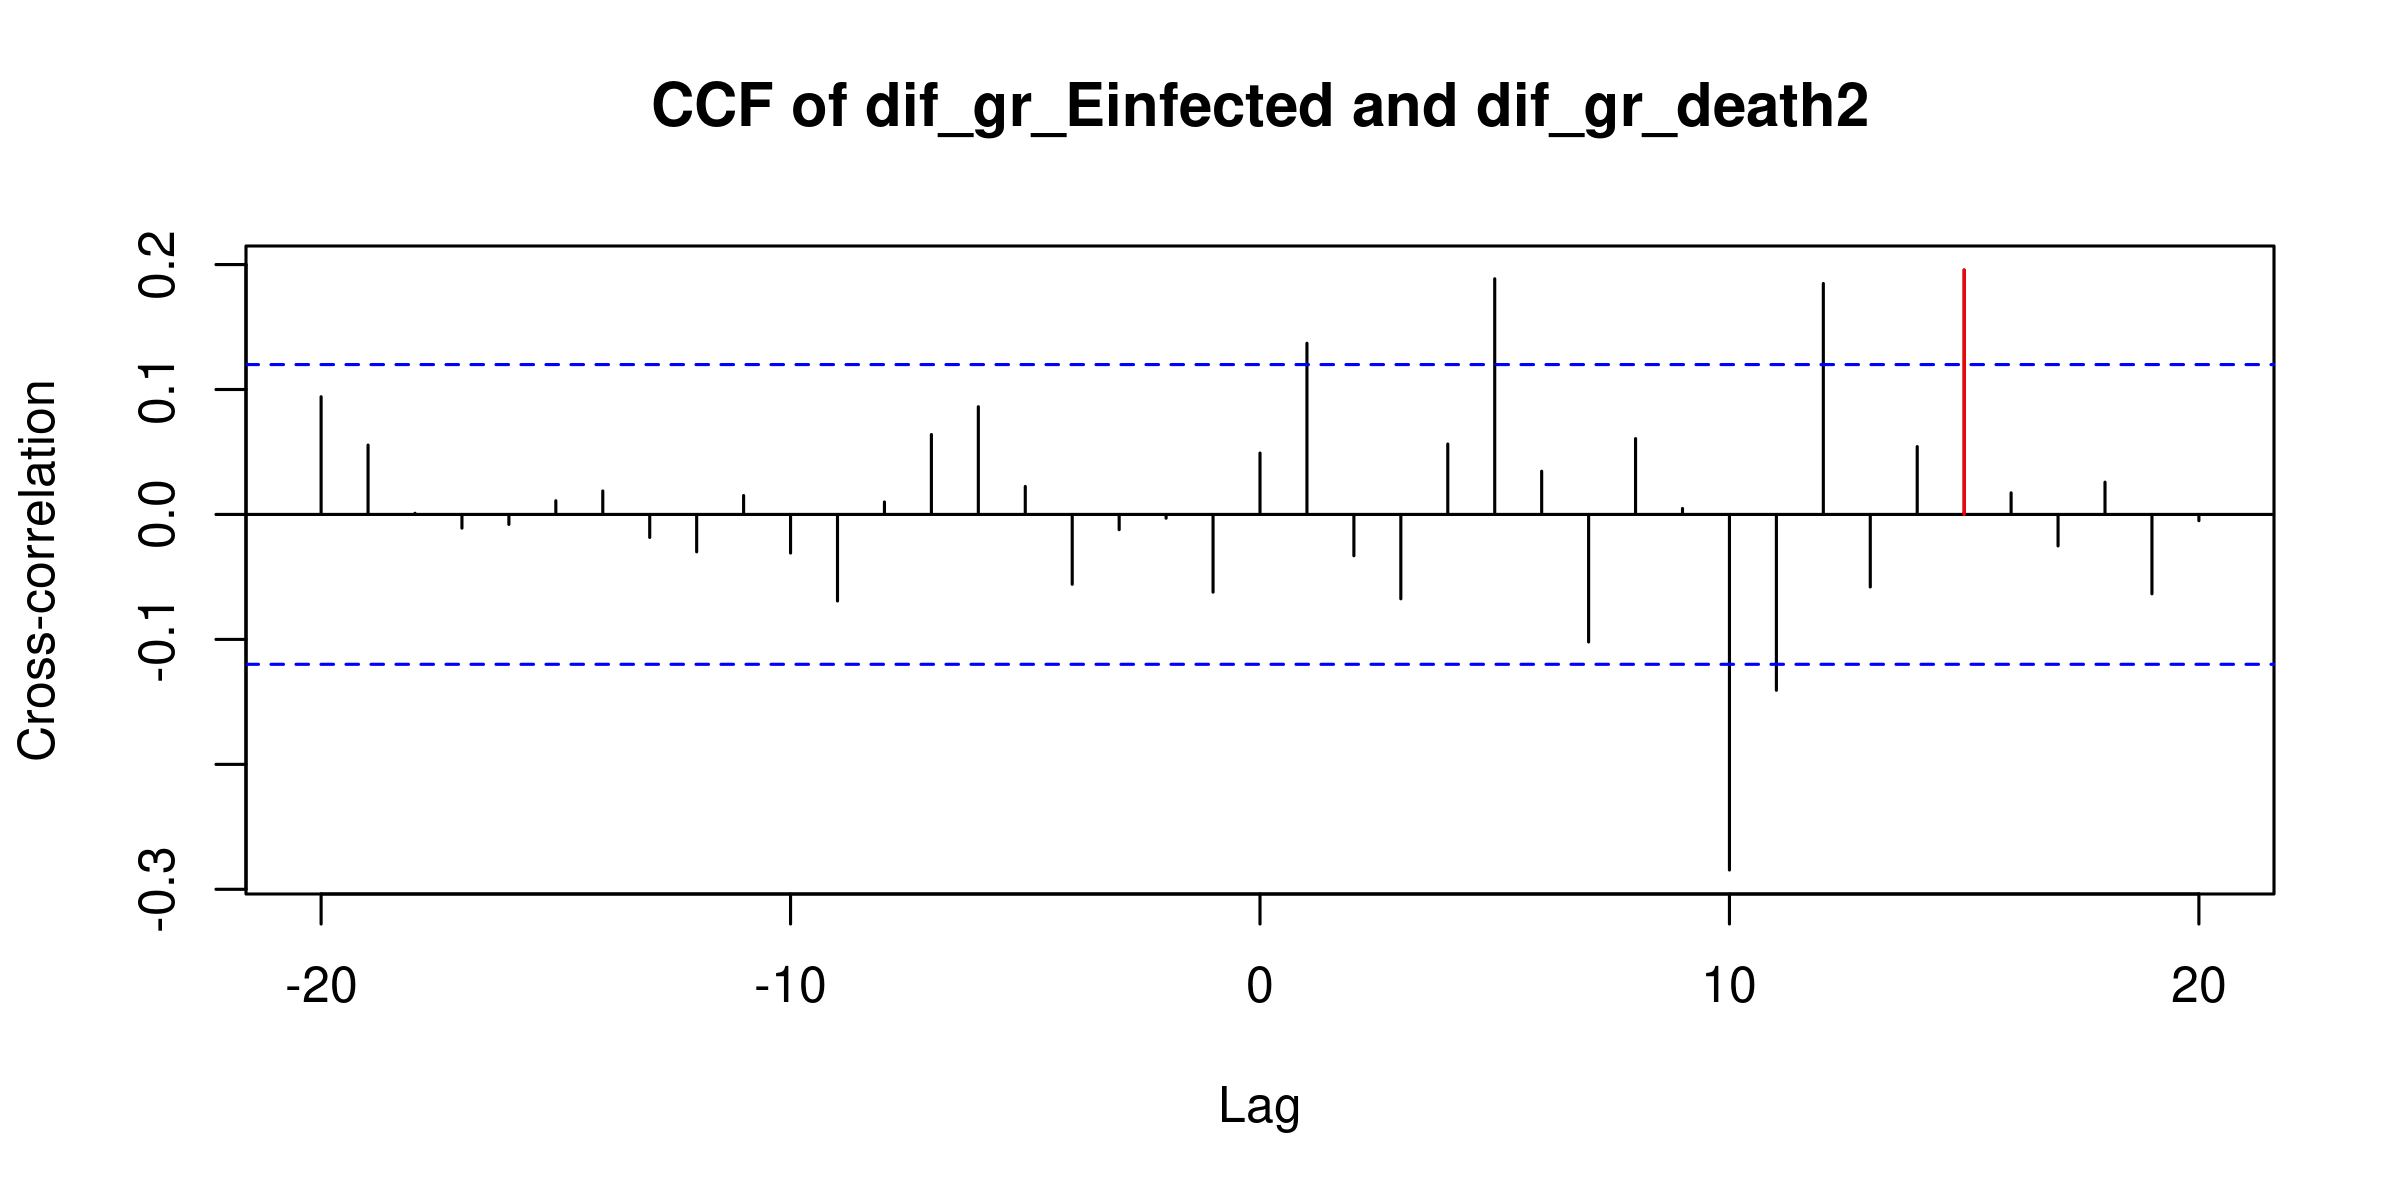 CCF of dif_gr_Einfected and dif_gr_death2
Cross-correlation
0.2
0.1
0.0
-0.1
-0.3
-20 -10 0 10 20
Lag